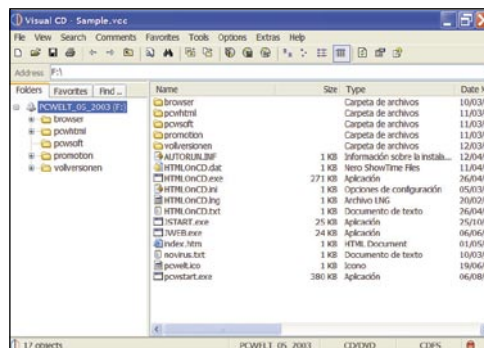 Visual CD - Sample.vcc
File View Search Comments Favorites Tools Options Extras Help
Address F:\
Folders Favorites Find ...
PCWELT_05_2003 (F:)
browser
pcwhtml
pcwsoft
promotion
vollversionen
Name Size Type Date
browser Carpeta de archivos 10/03/
pcwhtml Carpeta de archivos 11/03/
pcwsoft Carpeta de archivos 11/03/
promotion Carpeta de archivos 11/03/
vollversionen Carpeta de archivos 12/03/
AUTORUN.INF 1 KB Información sobre la instala... 12/04/
HTMLOnCD.dat 1 KB Nero ShowTime Files 11/04/
HTMLOnCD.exe 271 KB Aplicación 26/04/
HTMLOnCD.ini 1 KB Opciones de configuración 05/03/
HTMLOnCD.lng 1 KB Archivo LNG 20/02/
HTMLOnCD.txt 1 KB Documento de texto 26/04/
JSTART.exe 25 KB Aplicación 25/10/
JWEB.exe 24 KB Aplicación 06/06/
index.htm 1 KB HTML Document 01/05/
novirus.txt 1 KB Documento de texto 10/03/
pcwelt.ico 1 KB Icono 19/06/
pcwstart.exe 380 KB Aplicación 06/08/
17 objects PCWELT_05_2003 CD/DVD CDFS